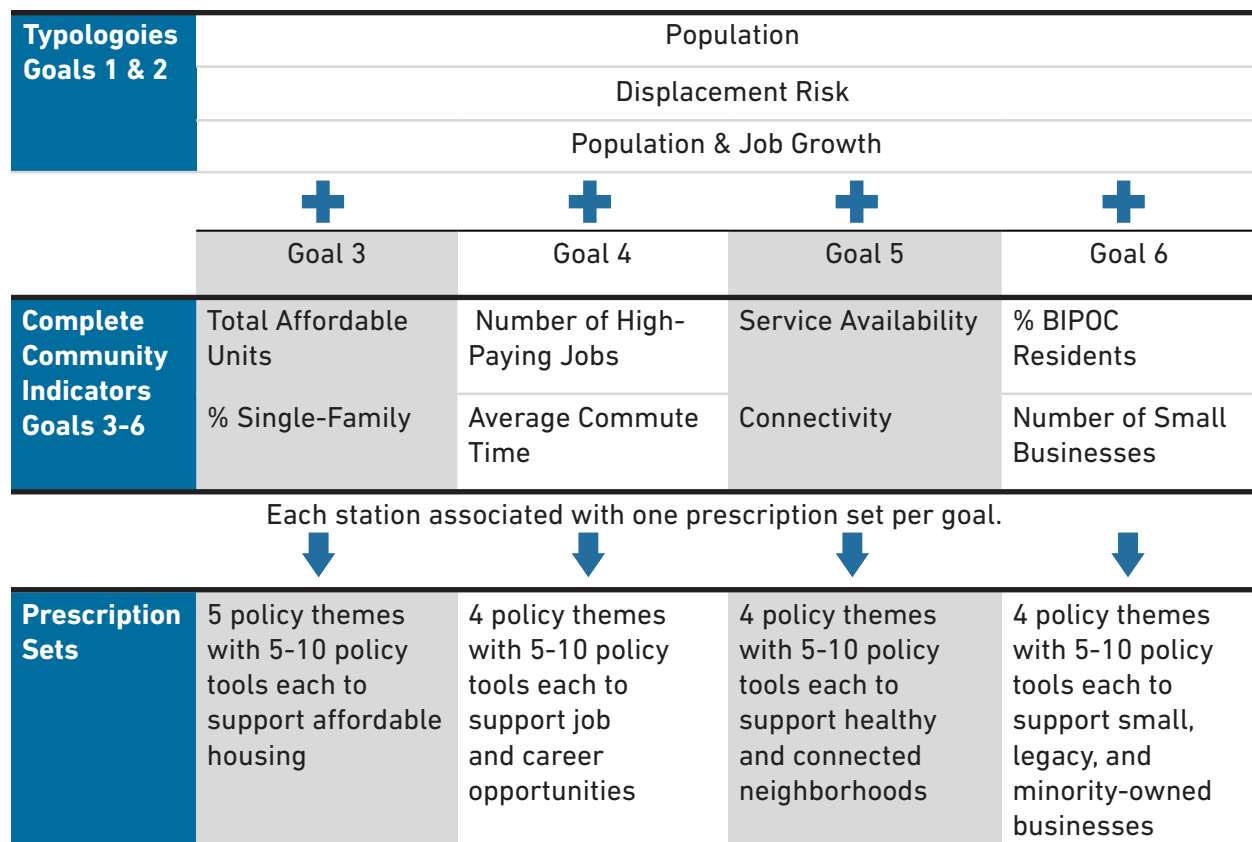 Typologoies
Goals 1 & 2
Population
Displacement Risk
Population & Job Growth
Goal 3
Goal 4
Goal 5
Goal 6
Complete
Community
Indicators
Goals 3-6
Total Affordable
Units
Number of High-
Paying Jobs
Service Availability
% BIPOC
Residents
% Single-Family
Average Commute
Time
Connectivity
Number of Small
Businesses
Each station associated with one prescription set per goal.
Prescription
Sets
5 policy themes
with 5-10 policy
tools each to
support affordable
housing
4 policy themes
with 5-10 policy
tools each to
support job
and career
opportunities
4 policy themes
with 5-10 policy
tools each to
support healthy
and connected
neighborhoods
4 policy themes
with 5-10 policy
tools each to
support small,
legacy, and
minority-owned
businesses